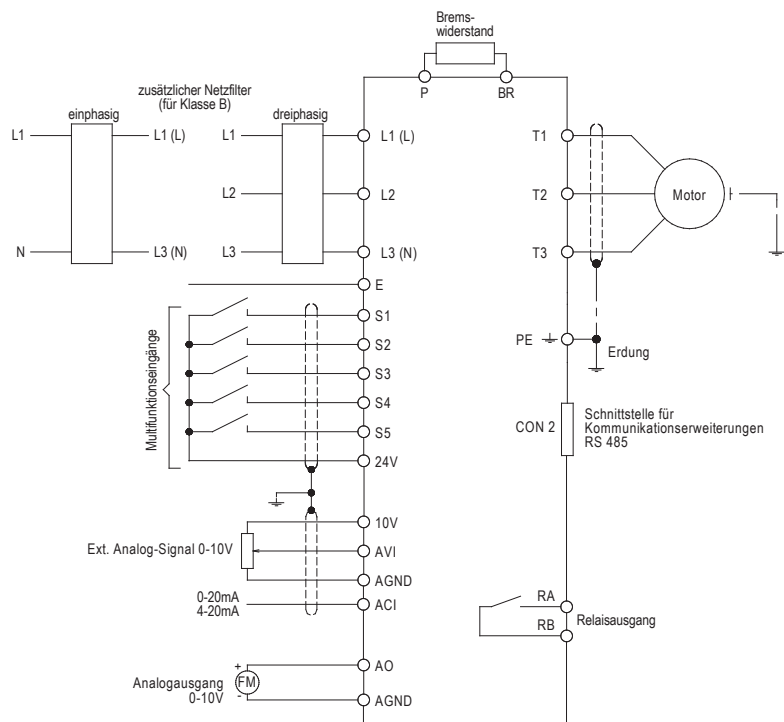 Brems-
widerstand
P
BR
zusätzlicher Netzfilter
(für Klasse B)
einphasig
dreiphasig
L1
L1 (L)
L1
L1 (L)
T1
L2
L2
T2
Motor
N
L3 (N)
L3
L3 (N)
T3
E
Multifunktionseingänge
S1
S2
S3
S4
S5
24V
PE
Erdung
CON 2
Schnittstelle für
Kommunikationserweiterungen
RS 485
10V
Ext. Analog-Signal 0-10V
AVI
AGND
0-20mA
4-20mA
ACI
RA
RB
Relaisausgang
Analogausgang
0-10V
+
FM
-
AO
AGND